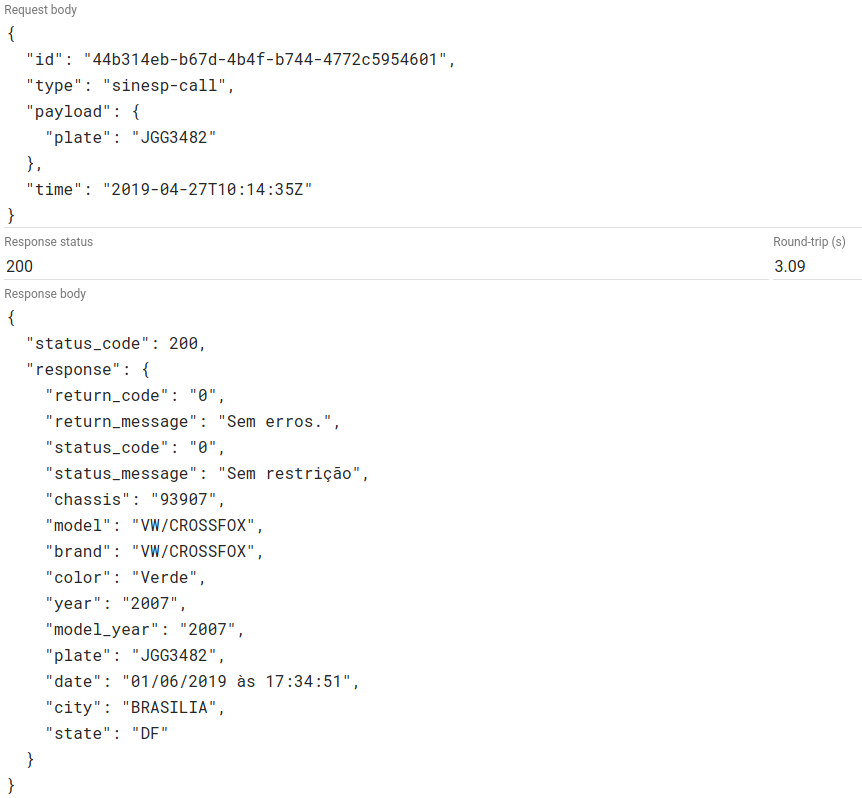 Request body
{
  "id": "44b314eb-b67d-4b4f-b744-4772c5954601",
  "type": "sinesp-call",
  "payload": {
    "plate": "JGG3482"
  },
  "time": "2019-04-27T10:14:35Z"
}
Response status
Round-trip (s)
200
3.09
Response body
{
  "status_code": 200,
  "response": {
    "return_code": "0",
    "return_message": "Sem erros.",
    "status_code": "0",
    "status_message": "Sem restrição",
    "chassis": "93907",
    "model": "VW/CROSSFOX",
    "brand": "VW/CROSSFOX",
    "color": "Verde",
    "year": "2007",
    "model_year": "2007",
    "plate": "JGG3482",
    "date": "01/06/2019 às 17:34:51",
    "city": "BRASILIA",
    "state": "DF"
  }
}